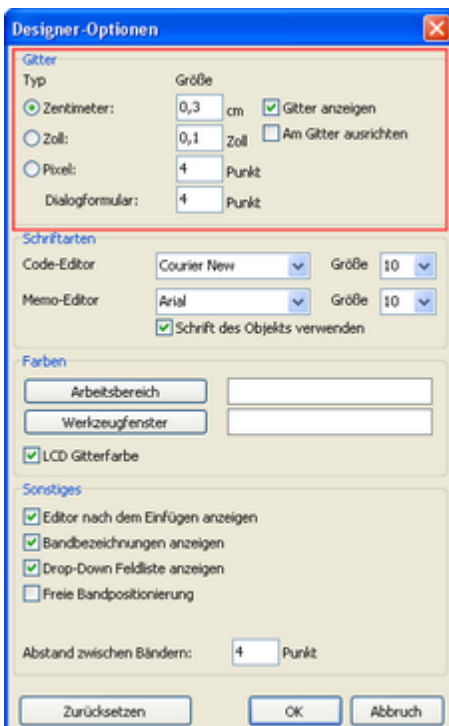 Designer-Optionen
Gitter
Typ Größe
Zentimeter: 0,3 cm Gitter anzeigen
Zoll: 0,1 Zoll Am Gitter ausrichten
Pixel: 4 Punkt
Dialogformular: 4 Punkt
Schriftarten
Code-Editor Courier New Größe 10
Memo-Editor Arial Größe 10
Schrift des Objekts verwenden
Farben
Arbeitsbereich
Werkzeugfenster
LCD Gitterfarbe
Sonstiges
Editor nach dem Einfügen anzeigen
Bandbezeichnungen anzeigen
Drop-Down Feldliste anzeigen
Freie Bandpositionierung
Abstand zwischen Bändern: 4 Punkt
Zurücksetzen OK Abbruch